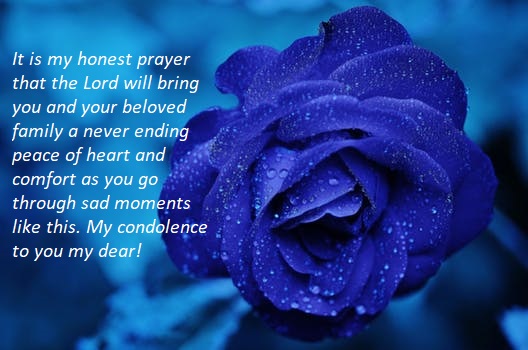 It is my honest prayer
that the Lord will bring
you and your beloved
family a never ending
peace of heart and
comfort as you go
through sad moments
like this. My condolence
to you my dear!